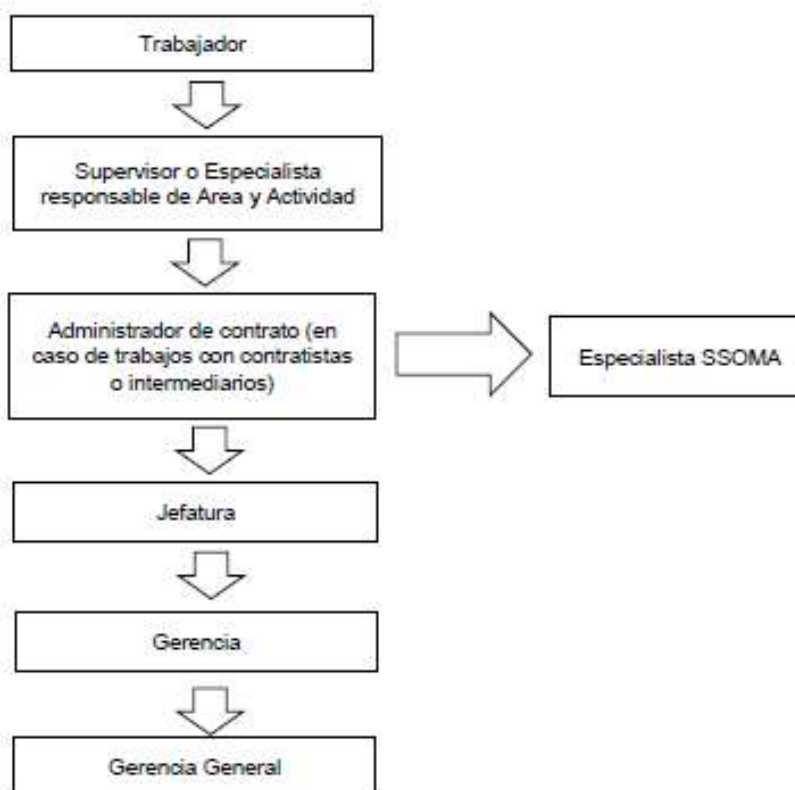 Trabajador
Supervisor o Especialista
responsable de Area y Actividad
Administrador de contrato (en
caso de trabajos con contratistas
o intermediarios)
Especialista SSOMA
Jefatura
Gerencia
Gerencia General